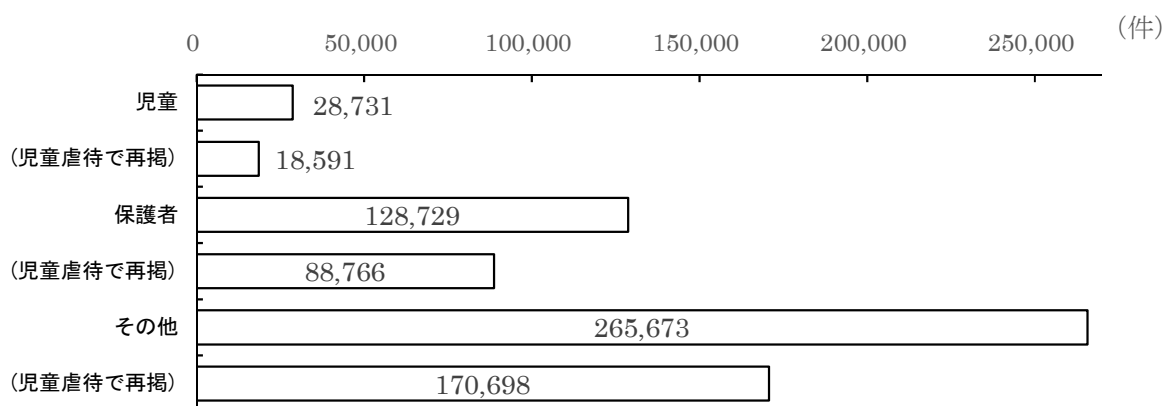 (件)
0 50,000 100,000 150,000 200,000 250,000
児童 28,731
(児童虐待で再掲) 18,591
保護者 128,729
(児童虐待で再掲) 88,766
その他 265,673
(児童虐待で再掲) 170,698